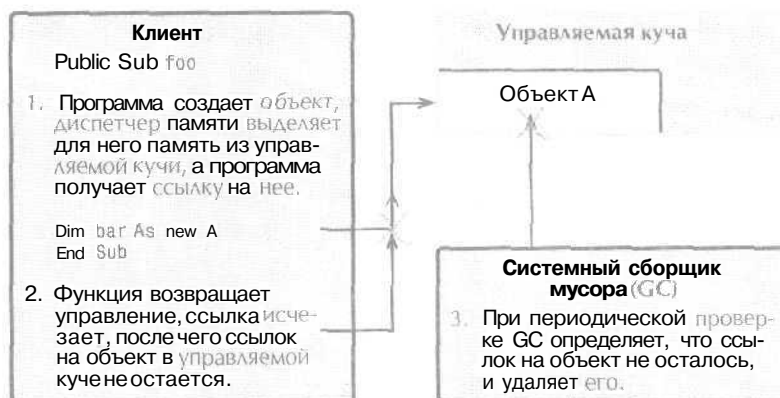 Клиент
Public Sub foo
1. Программа создает объект,
диспетчер памяти выделяет
для него память из управ-
ляемой кучи, а программа
получает ссылку на нее.
Dim bar As new A
End Sub
2. Функция возвращает
управление, ссылка исче-
зает, после чего ссылок
на объект в управляемой
куче не остается.
Управляемая куча
Объект А
Системный сборщик
мусора (GC)
3. При периодической провер-
ке GC определяет, что ссы-
лок на объект не осталось,
и удаляет его.